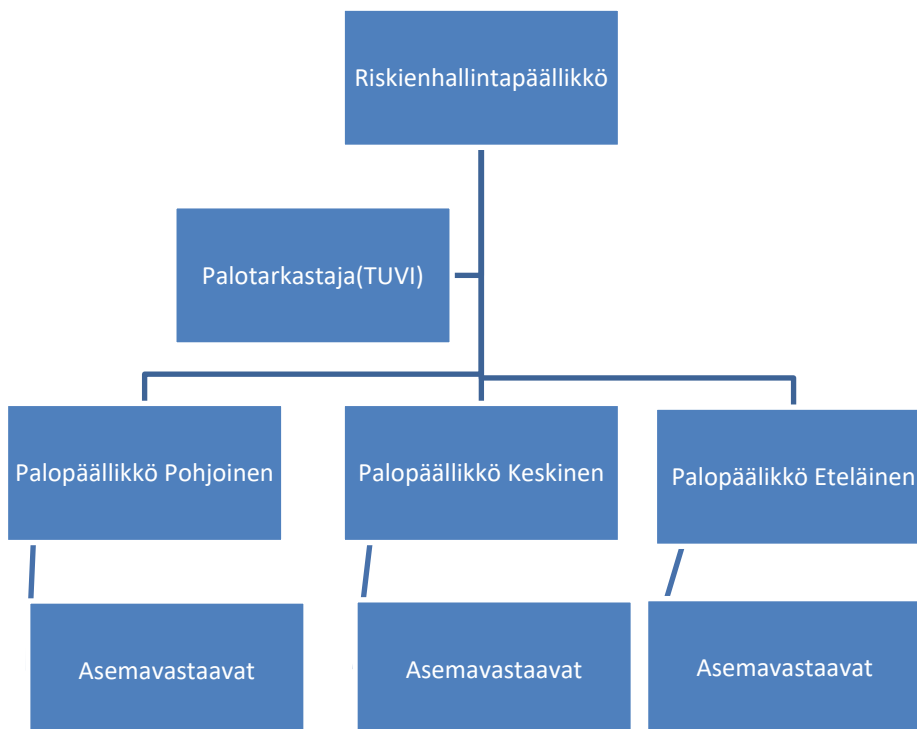 Riskienhallintapäällikkö
Palotarkastaja(TUVI)
Palopäällikkö Pohjoinen
Palopäällikkö Keskinen
Palopäälikkö Eteläinen
Asemavastaavat
Asemavastaavat
Asemavastaavat